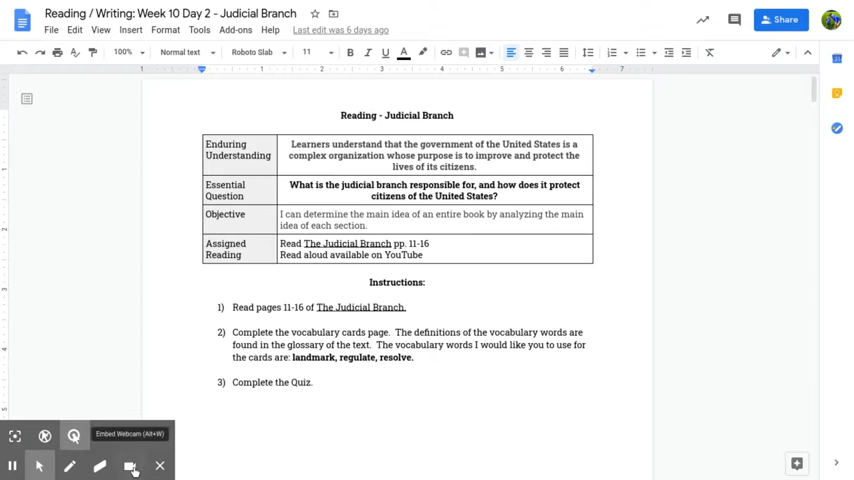 Reading / Writing: Week 10 Day 2 - Judicial Branch
File Edit View Insert Format Tools Add-ons Help Last edit was 6 days ago
Share
100% Normal text Roboto Slab 11 B I U A
1 1 2 3 4 5 6 7
Reading - Judicial Branch
Enduring Understanding
Learners understand that the government of the United States is a
complex organization whose purpose is to improve and protect the
lives of its citizens.
Essential Question
What is the judicial branch responsible for, and how does it protect
citizens of the United States?
Objective
I can determine the main idea of an entire book by analyzing the main
idea of each section.
Assigned Reading
Read The Judicial Branch pp. 11-16
Read aloud available on YouTube
Instructions:
1) Read pages 11-16 of The Judicial Branch.
2) Complete the vocabulary cards page. The definitions of the vocabulary words are
found in the glossary of the text. The vocabulary words I would like you to use for
the cards are: landmark, regulate, resolve.
3) Complete the Quiz.
Embed Webcam (Alt+W)